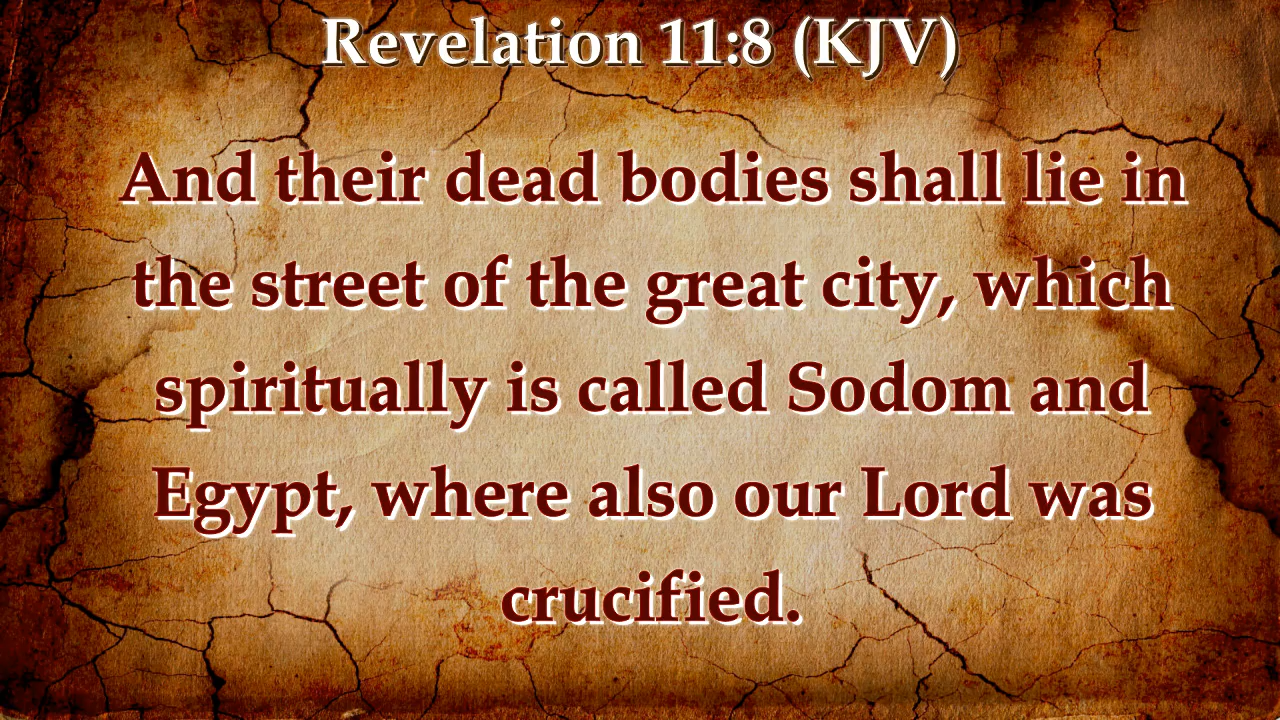 Revelation 11:8 (KJV)
And their dead bodies shall lie in
the street of the great city, which
spiritually is called Sodom and
Egypt, where also our Lord was
crucified.